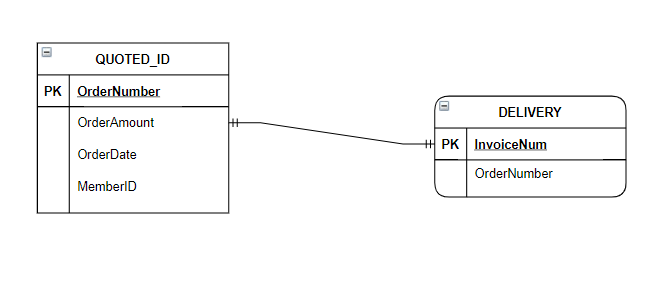 QUOTED_ID
PK OrderNumber
OrderAmount
OrderDate
MemberID
DELIVERY
PK InvoiceNum
OrderNumber